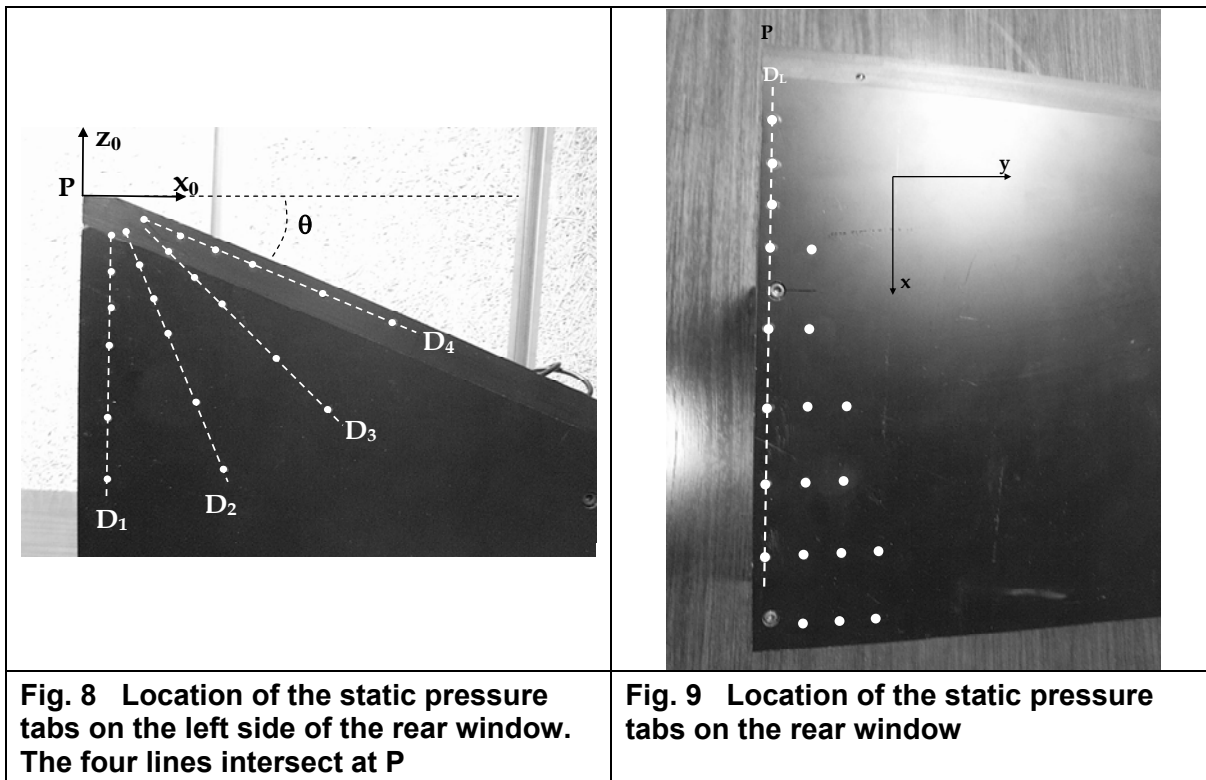 z₀
P
x₀
θ
D₄
D₃
D₂
D₁
P
D_L
y
x
Fig. 8 Location of the static pressure
tabs on the left side of the rear window.
The four lines intersect at P
Fig. 9 Location of the static pressure
tabs on the rear window